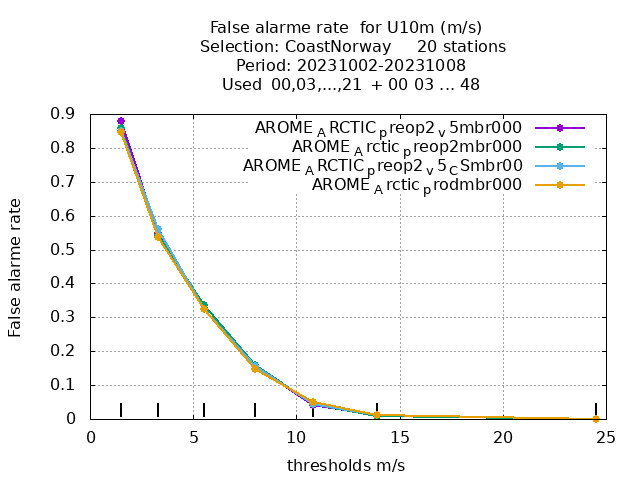 False alarme rate  for U10m (m/s)
Selection: CoastNorway     20 stations
Period: 20231002-20231008
Used  00,03,...,21  + 00 03 ... 48
AROME_ARCTIC_preop2_v5mbr000
AROME_Arctic_preop2mbr000
AROME_ARCTIC_preop2_v5_CSmbr00
AROME_Arctic_prodmbr000
False alarme rate
0.9
0.8
0.7
0.6
0.5
0.4
0.3
0.2
0.1
0
0 5 10 15 20 25
thresholds m/s